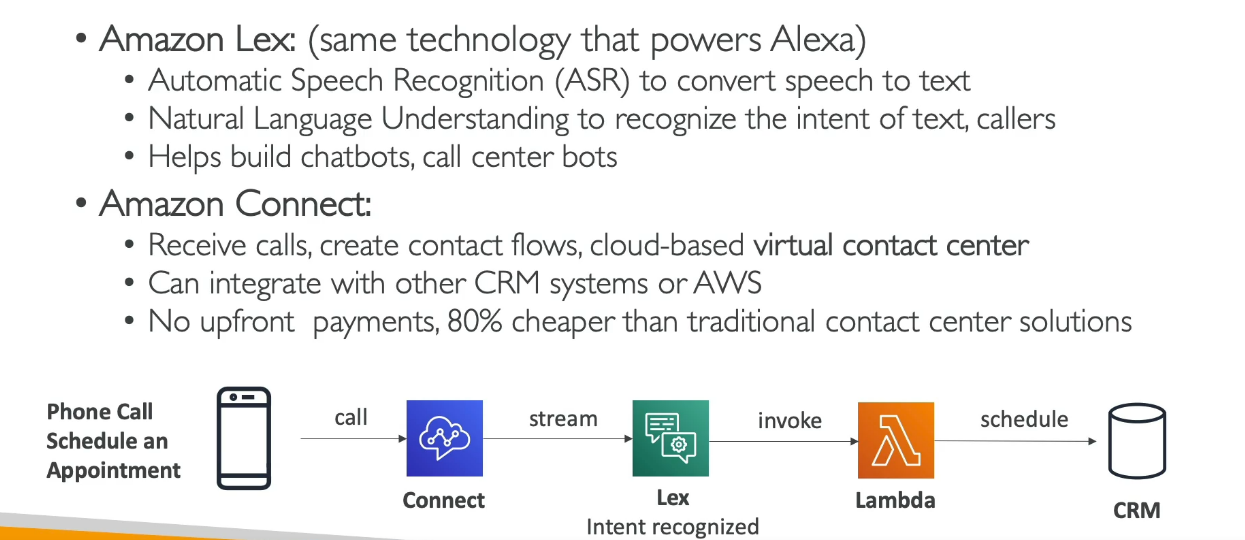 • Amazon Lex: (same technology that powers Alexa)
• Automatic Speech Recognition (ASR) to convert speech to text
• Natural Language Understanding to recognize the intent of text, callers
• Helps build chatbots, call center bots
• Amazon Connect:
• Receive calls, create contact flows, cloud-based virtual contact center
• Can integrate with other CRM systems or AWS
• No upfront payments, 80% cheaper than traditional contact center solutions
Phone Call
Schedule an
Appointment
call
Connect
stream
Lex
Intent recognized
invoke
Lambda
schedule
CRM